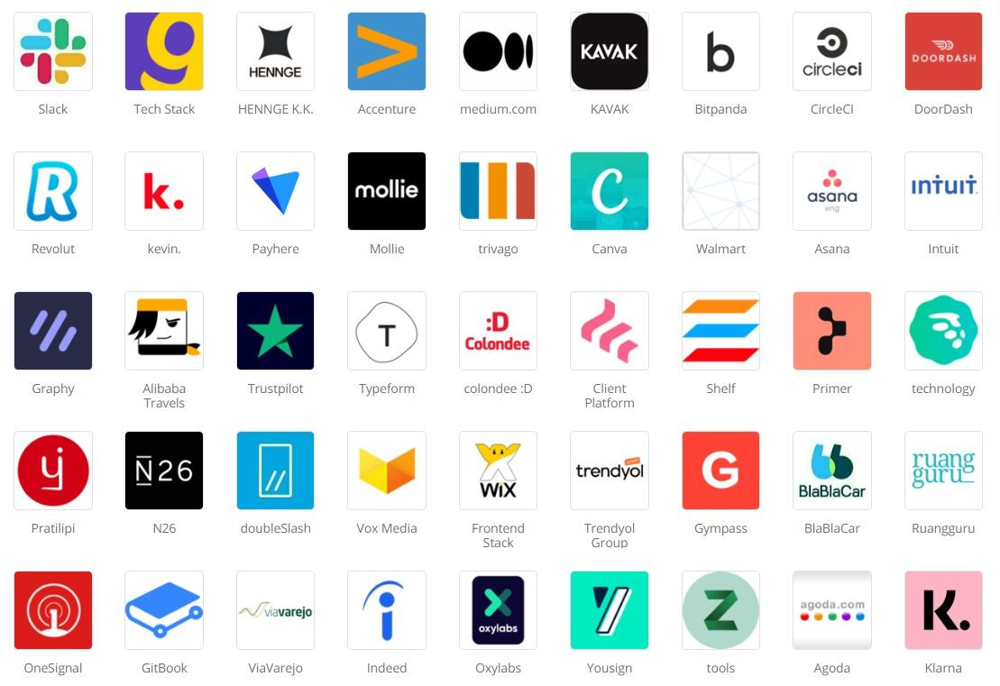 HENNGE
KAVAK
b
circleci
DOORDASH
Slack
Tech Stack
HENNGE K.K.
Accenture
medium.com
KAVAK
Bitpanda
CircleCI
DoorDash
R
k.
mollie
C
asana
eng
intuit
Revolut
kevin.
Payhere
Mollie
trivago
Canva
Walmart
Asana
Intuit
T
:D
Colondee
Graphy
Alibaba
Travels
Trustpilot
Typeform
colondee :D
Client
Platform
Shelf
Primer
technology
yi
N26
WiX
trendyol
.com
G
BlaBlaCar
ruang
guru
Pratilipi
N26
doubleSlash
Vox Media
Frontend
Stack
Trendyol
Group
Gympass
BlaBlaCar
Ruangguru
viavarejo
i
oxylabs
Y
Z
agoda.com
K.
OneSignal
GitBook
ViaVarejo
Indeed
Oxylabs
Yousign
tools
Agoda
Klarna